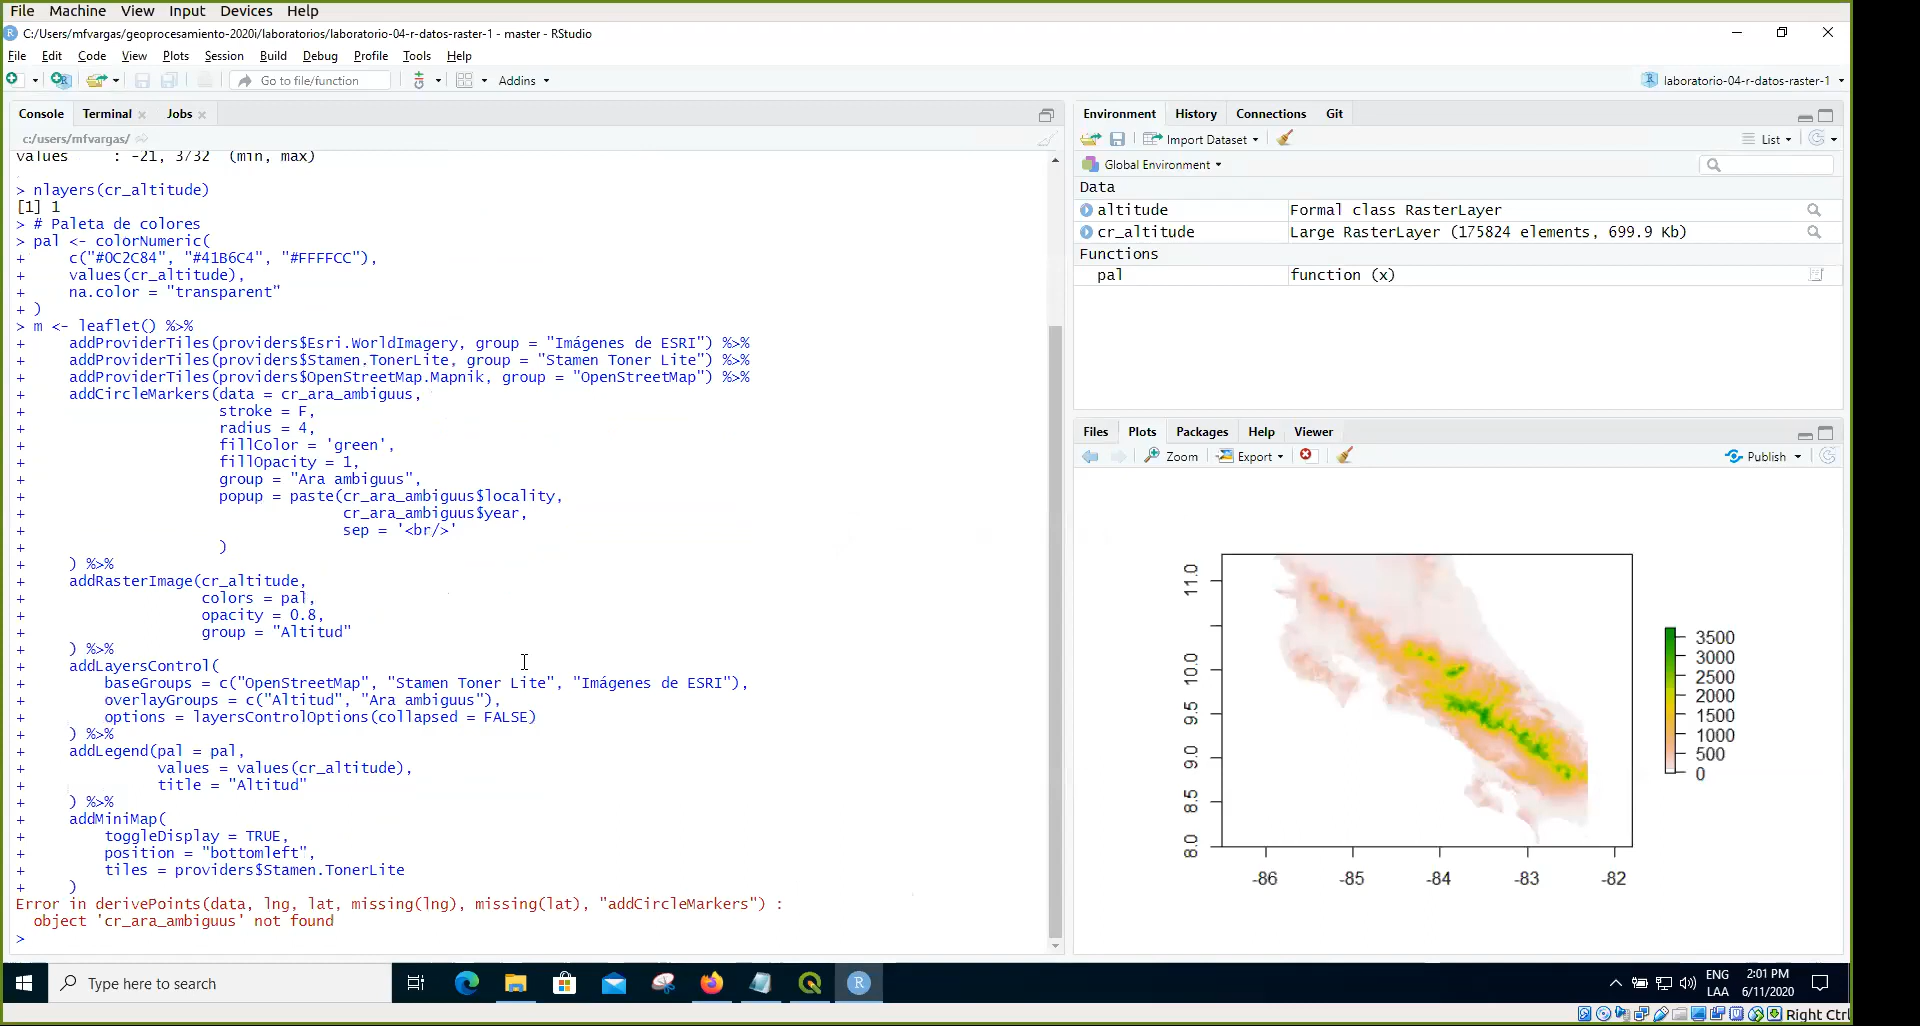 File Machine View Input Devices Help
C:/Users/mfvargas/geoprocesamiento-2020i/laboratorios/laboratorio-04-r-datos-raster-1 - master - RStudio
File Edit Code View Plots Session Build Debug Profile Tools Help
Go to file/function Addins laboratorio-04-r-datos-raster-1
Console Terminal Jobs
c:/users/mfvargas/
values : -21, 3732 (min, max)
> nlayers(cr_altitude)
[1] 1
> # Paleta de colores
> pal <- colorNumeric(
+ c("#0C2C84", "#41B6C4", "#FFFFCC"),
+ values(cr_altitude),
+ na.color = "transparent"
+ )
> m <- leaflet() %>%
+ addProviderTiles(providers$Esri.WorldImagery, group = "Imágenes de ESRI") %>%
+ addProviderTiles(providers$Stamen.TonerLite, group = "Stamen Toner Lite") %>%
+ addProviderTiles(providers$OpenStreetMap.Mapnik, group = "OpenStreetMap") %>%
+ addCircleMarkers(data = cr_ara_ambiguus,
+ stroke = F,
+ radius = 4,
+ fillColor = 'green',
+ fillOpacity = 1,
+ group = "Ara ambiguus",
+ popup = paste(cr_ara_ambiguus$locality,
+ cr_ara_ambiguus$year,
+ sep = '<br/>'
+ )
+ ) %>%
+ addRasterImage(cr_altitude,
+ colors = pal,
+ opacity = 0.8,
+ group = "Altitud"
+ ) %>%
+ addLayersControl(
+ baseGroups = c("OpenStreetMap", "Stamen Toner Lite", "Imágenes de ESRI"),
+ overlayGroups = c("Altitud", "Ara ambiguus"),
+ options = layersControlOptions(collapsed = FALSE)
+ ) %>%
+ addLegend(pal = pal,
+ values = values(cr_altitude),
+ title = "Altitud"
+ ) %>%
+ addMiniMap(
+ toggleDisplay = TRUE,
+ position = "bottomleft",
+ tiles = providers$Stamen.TonerLite
+ )
Error in derivePoints(data, lng, lat, missing(lng), missing(lat), "addCircleMarkers") :
object 'cr_ara_ambiguus' not found
>
Environment History Connections Git
Import Dataset List
Global Environment
Data
altitude Formal class RasterLayer
cr_altitude Large RasterLayer (175824 elements, 699.9 Kb)
Functions
pal function (x)
Files Plots Packages Help Viewer
Zoom Export Publish
11.0
10.0
9.5
9.0
8.5
8.0
-86 -85 -84 -83 -82
3500
3000
2500
2000
1500
1000
500
0
Type here to search
ENG
LAA
2:01 PM
6/11/2020
Right Ctrl